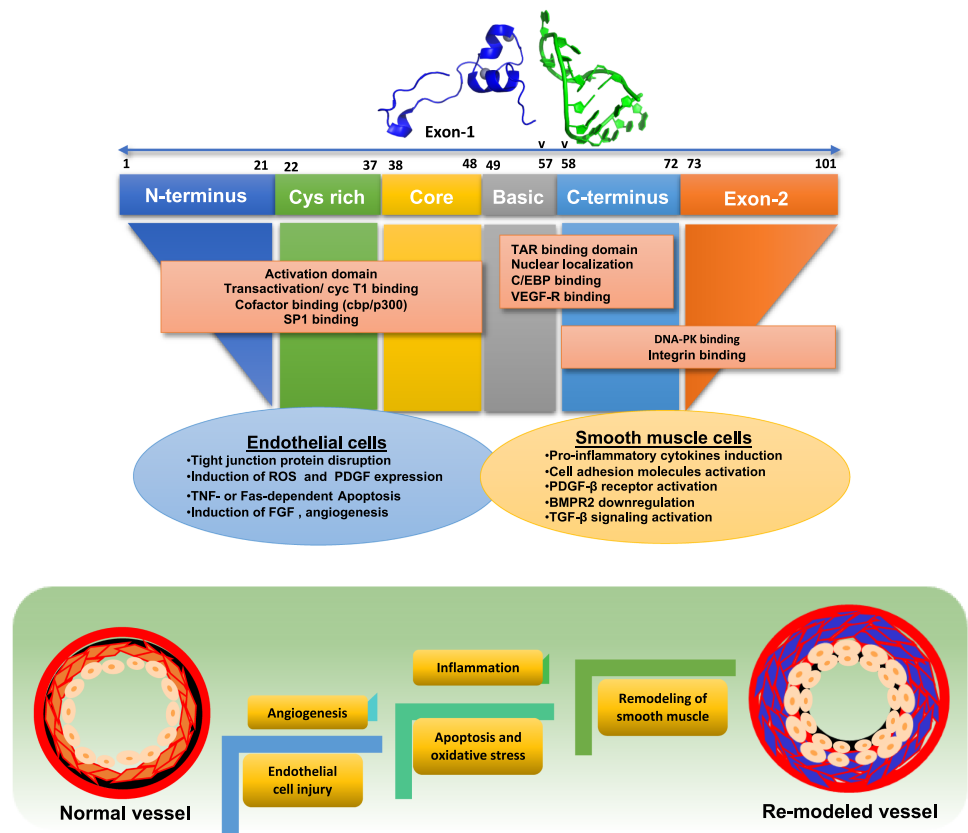 Exon-1
v v
1 21 22 37 38 48 49 57 58 72 73 101
N-terminus Cys rich Core Basic C-terminus Exon-2
Activation domain
Transactivation/ cyc T1 binding
Cofactor binding (cbp/p300)
SP1 binding
TAR binding domain
Nuclear localization
C/EBP binding
VEGF-R binding
DNA-PK binding
Integrin binding
Endothelial cells
•Tight junction protein disruption
•Induction of ROS and PDGF expression
•TNF- or Fas-dependent Apoptosis
•Induction of FGF , angiogenesis
Smooth muscle cells
•Pro-inflammatory cytokines induction
•Cell adhesion molecules activation
•PDGF-β receptor activation
•BMPR2 downregulation
•TGF-β signaling activation
Normal vessel
Angiogenesis
Endothelial
cell injury
Inflammation
Apoptosis and
oxidative stress
Remodeling of
smooth muscle
Re-modeled vessel